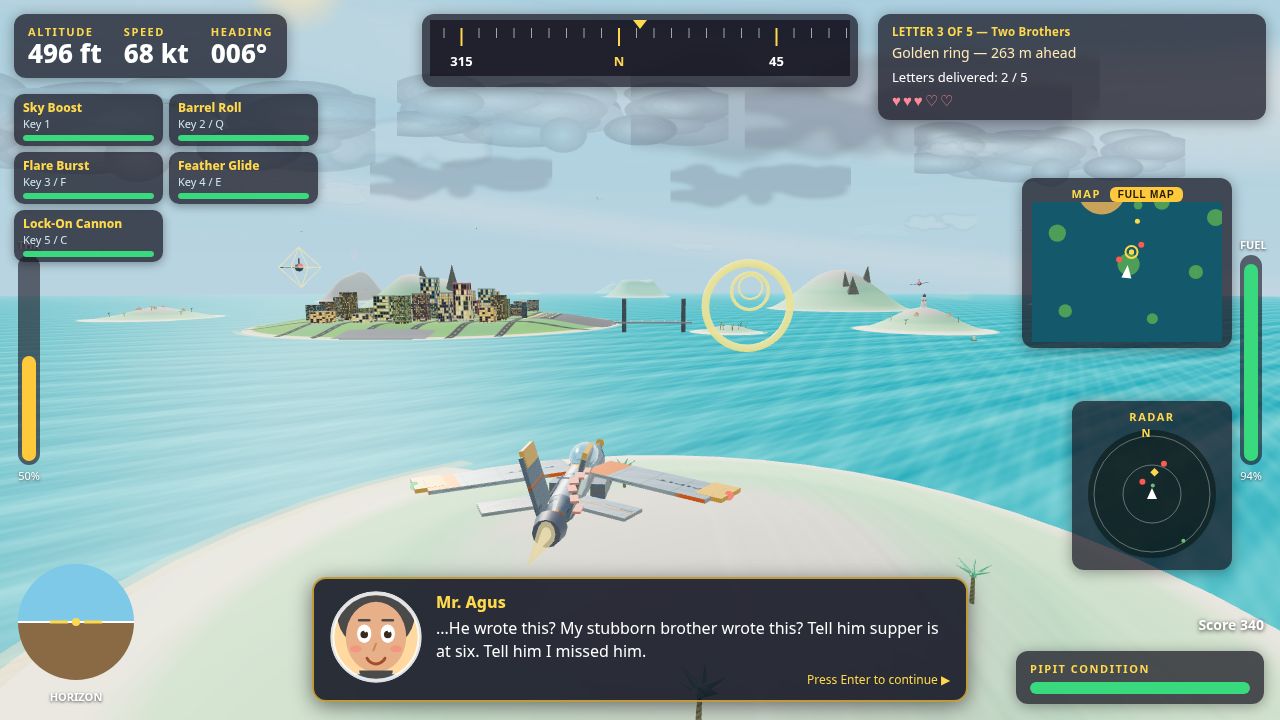 ALTITUDE SPEED HEADING
496 ft 68 kt 006°
315 N 45
LETTER 3 OF 5 — Two Brothers
Golden ring — 263 m ahead
Letters delivered: 2 / 5
♥♥♥♡♡
Sky Boost
Key 1
Barrel Roll
Key 2 / Q
Flare Burst
Key 3 / F
Feather Glide
Key 4 / E
Lock-On Cannon
Key 5 / C
50%
MAP FULL MAP
FUEL
94%
RADAR
N
HORIZON
Mr. Agus
...He wrote this? My stubborn brother wrote this? Tell him supper is
at six. Tell him I missed him.
Press Enter to continue ▶
Score 340
PIPIT CONDITION